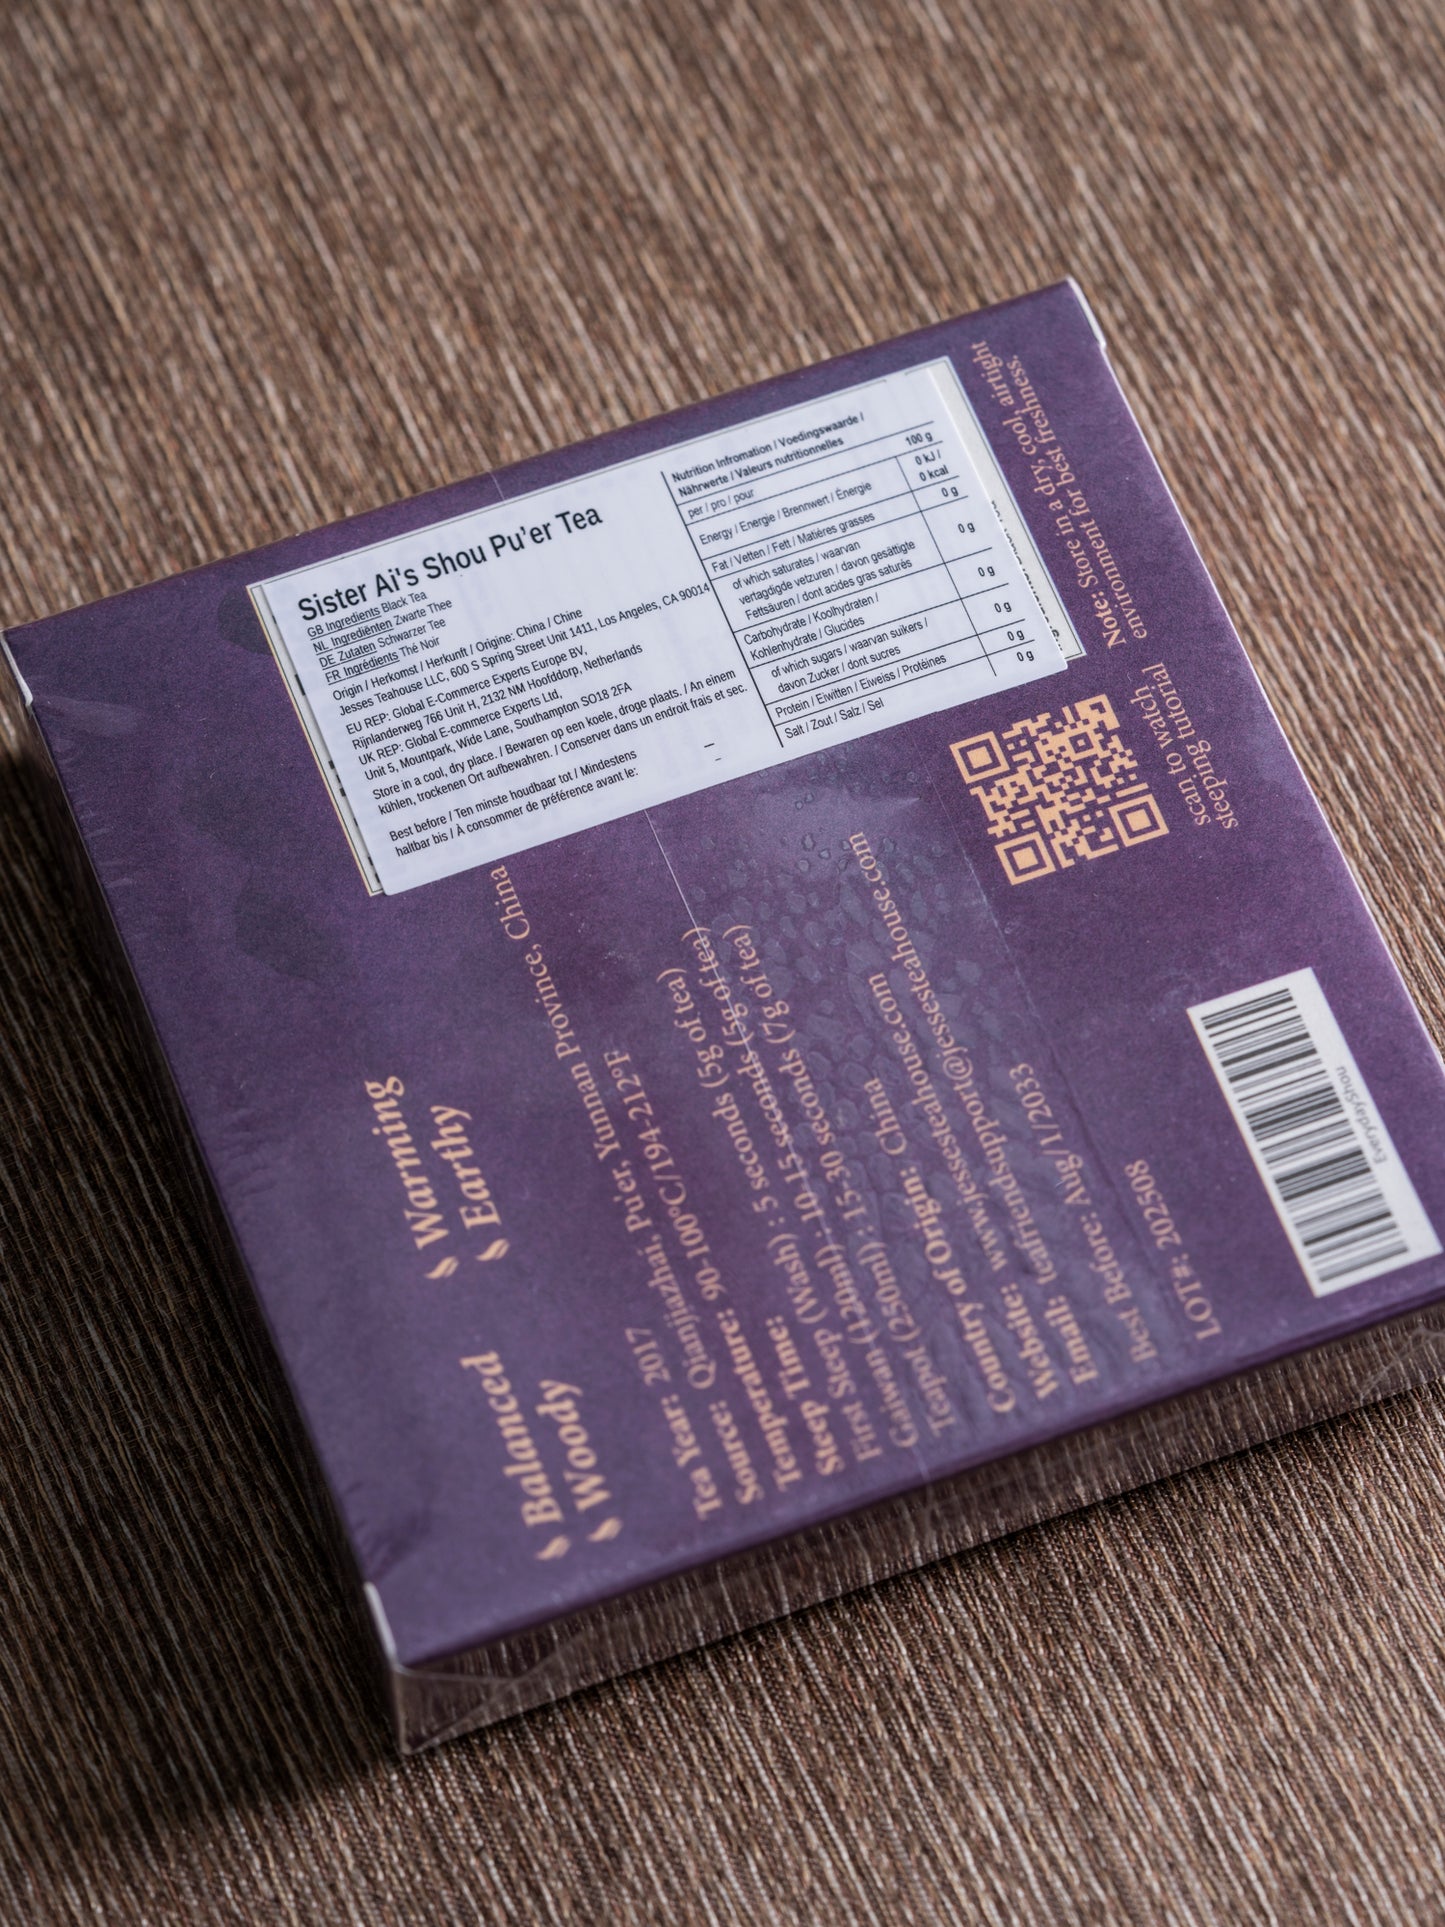 Sister Ai's Shou Pu'er Tea
GB Ingredients Black Tea
NL Ingrediënten Zwarte Thee
DE Zutaten Schwarzer Tee
FR Ingrédients Thé Noir
Origin / Herkomst / Herkunft / Origine: China / Chine
Jesses Teahouse LLC, 600 S Spring Street Unit 1411, Los Angeles, CA 90014
EU REP: Global E-Commerce Experts Europe BV,
Rijnlanderweg 766 Unit H, 2132 NM Hoofddorp, Netherlands
UK REP: Global E-commerce Experts Ltd,
Unit 5, Mountpark, Wide Lane, Southampton SO18 2FA
Store in a cool, dry place. / Bewaren op een koele, droge plaats. / An einem
kühlen, trockenen Ort aufbewahren. / Conserver dans un endroit frais et sec.
Best before / Ten minste houdbaar tot / Mindestens
haltbar bis / À consommer de préférence avant le:
Nutrition Infromation / Voedingswaarde /
Nährwerte / Valeurs nutritionnelles
per / pro / pour 100 g
Energy / Energie / Brennwert / Énergie 0 kJ /
0 kcal
Fat / Vetten / Fett / Matières grasses 0 g
of which saturates / waarvan
vertagdigde vetzuren / davon gesättigte
Fettsäuren / dont acides gras saturés 0 g
Carbohydrate / Koolhydraten /
Kohlenhydrate / Glucides 0 g
of which sugars / waarvan suikers /
davon Zucker / dont sucres 0 g
Protein / Eiwitten / Eiweiss / Protéines 0 g
Salt / Zout / Salz / Sel 0 g
Balanced Warming
Woody Earthy
Tea Year: 2017
Source: Qianjiazhai, Pu'er, Yunnan Province, China
Temperature: 90-100°C/194-212°F
Steep Time:
First Steep (Wash) : 5 seconds (5g of tea)
Gaiwan (120ml) : 10-15 seconds (5g of tea)
Teapot (250ml) : 15-30 seconds (7g of tea)
Country of Origin: China
Website: www.jessesteahouse.com
Email: teafriendsupport@jessesteahouse.com
Best Before: Aug/1/2033
LOT#: 202508
Note: Store in a dry, cool, airtight
environment for best freshness.
scan to watch
steeping tutorial
EverydayShou